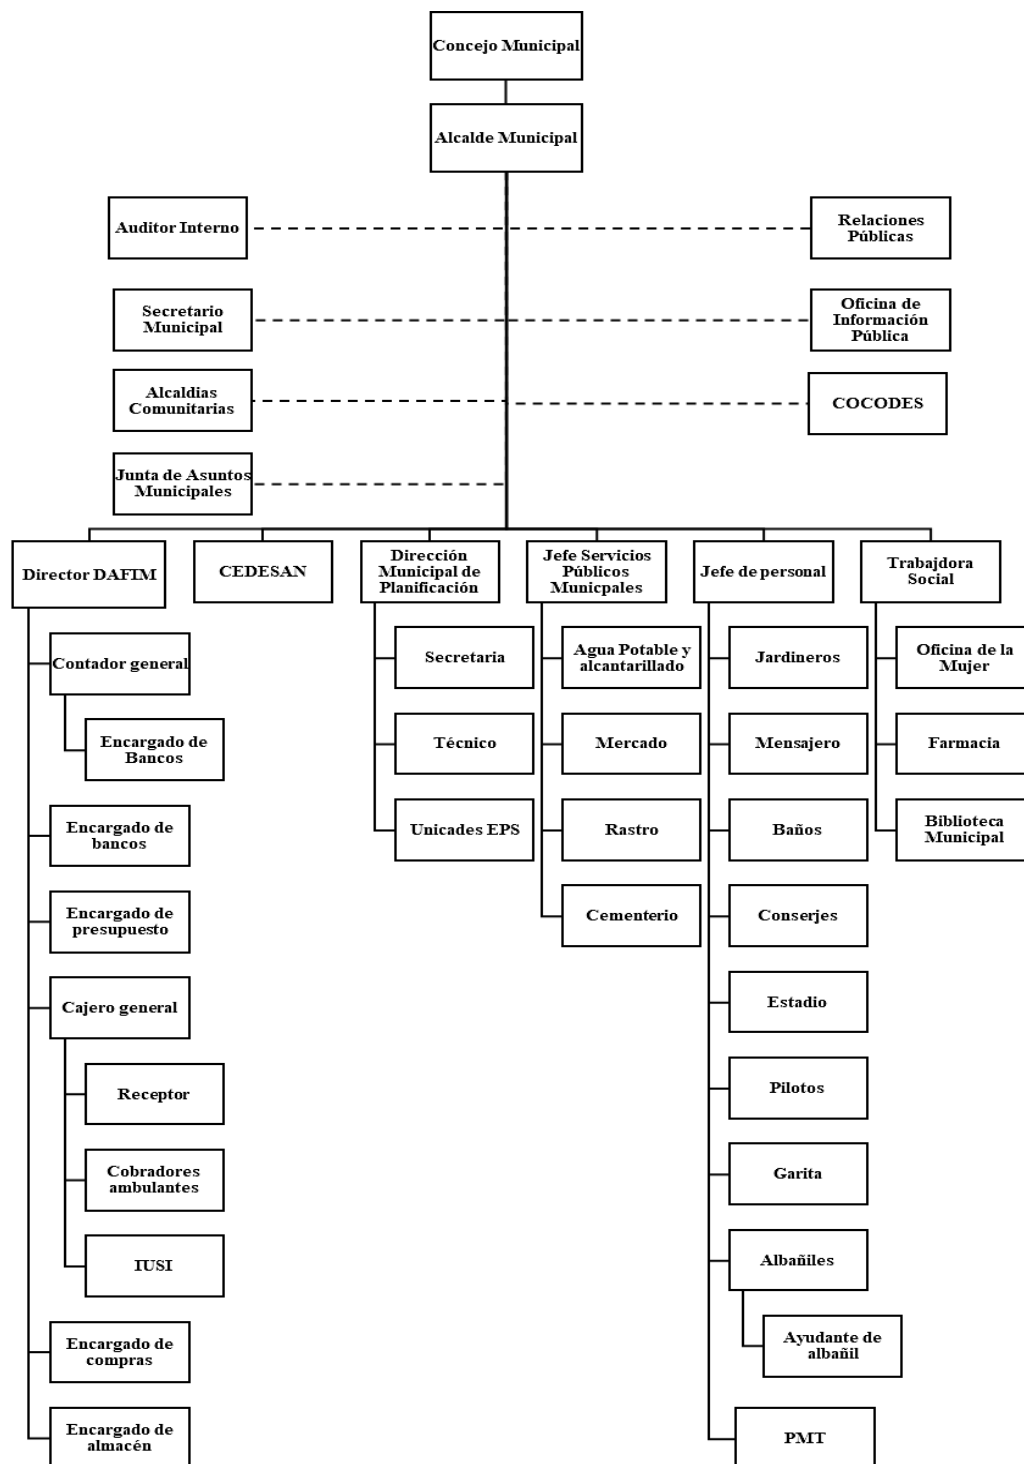 Concejo Municipal
Alcalde Municipal
Auditor Interno
Relaciones
Públicas
Secretario
Municipal
Oficina de
Información
Pública
Alcaldias
Comunitarias
COCODES
Junta de Asuntos
Municipales
Director DAFIM
CEDESAN
Dirección
Municipal de
Planificación
Jefe Servicios
Públicos
Municpales
Jefe de personal
Trabajdora
Social
Contador general
Encargado de
Bancos
Encargado de
bancos
Encargado de
presupuesto
Cajero general
Receptor
Cobradores
ambulantes
IUSI
Encargado de
compras
Encargado de
almacén
Secretaria
Técnico
Unicades EPS
Agua Potable y
alcantarillado
Mercado
Rastro
Cementerio
Jardineros
Mensajero
Baños
Conserjes
Estadio
Pilotos
Garita
Albañiles
Ayudante de
albañil
PMT
Oficina de la
Mujer
Farmacia
Biblioteca
Municipal